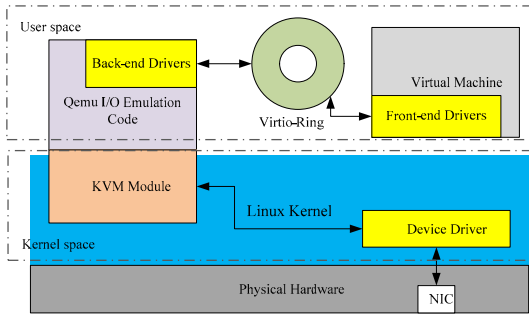 User space
Back-end Drivers
Qemu I/O Emulation
Code
Virtio-Ring
Virtual Machine
Front-end Drivers
KVM Module
Linux Kernel
Device Driver
Kernel space
Physical Hardware
NIC